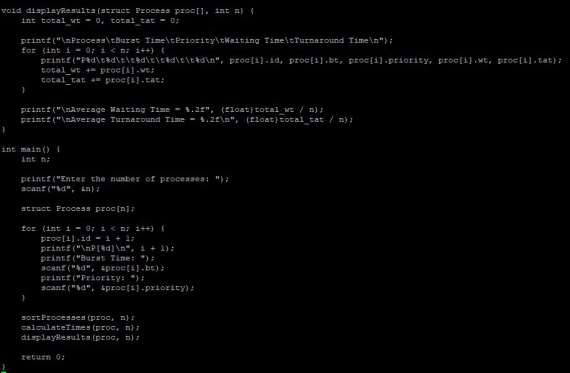 void displayResults(struct Process proc[], int n) {
    int total_wt = 0, total_tat = 0;

    printf("\nProcess\tBurst Time\tPriority\tWaiting Time\tTurnaround Time\n");
    for (int i = 0; i < n; i++) {
        printf("P%d\t%d\t\t%d\t\t%d\t\t%d\n", proc[i].id, proc[i].bt, proc[i].priority, proc[i].wt, proc[i].tat);
        total_wt += proc[i].wt;
        total_tat += proc[i].tat;
    }

    printf("\nAverage Waiting Time = %.2f", (float)total_wt / n);
    printf("\nAverage Turnaround Time = %.2f\n", (float)total_tat / n);
}

int main() {
    int n;

    printf("Enter the number of processes: ");
    scanf("%d", &n);

    struct Process proc[n];

    for (int i = 0; i < n; i++) {
        proc[i].id = i + 1;
        printf("\nP[%d]\n", i + 1);
        printf("Burst Time: ");
        scanf("%d", &proc[i].bt);
        printf("Priority: ");
        scanf("%d", &proc[i].priority);
    }

    sortProcesses(proc, n);
    calculateTimes(proc, n);
    displayResults(proc, n);

    return 0;
}